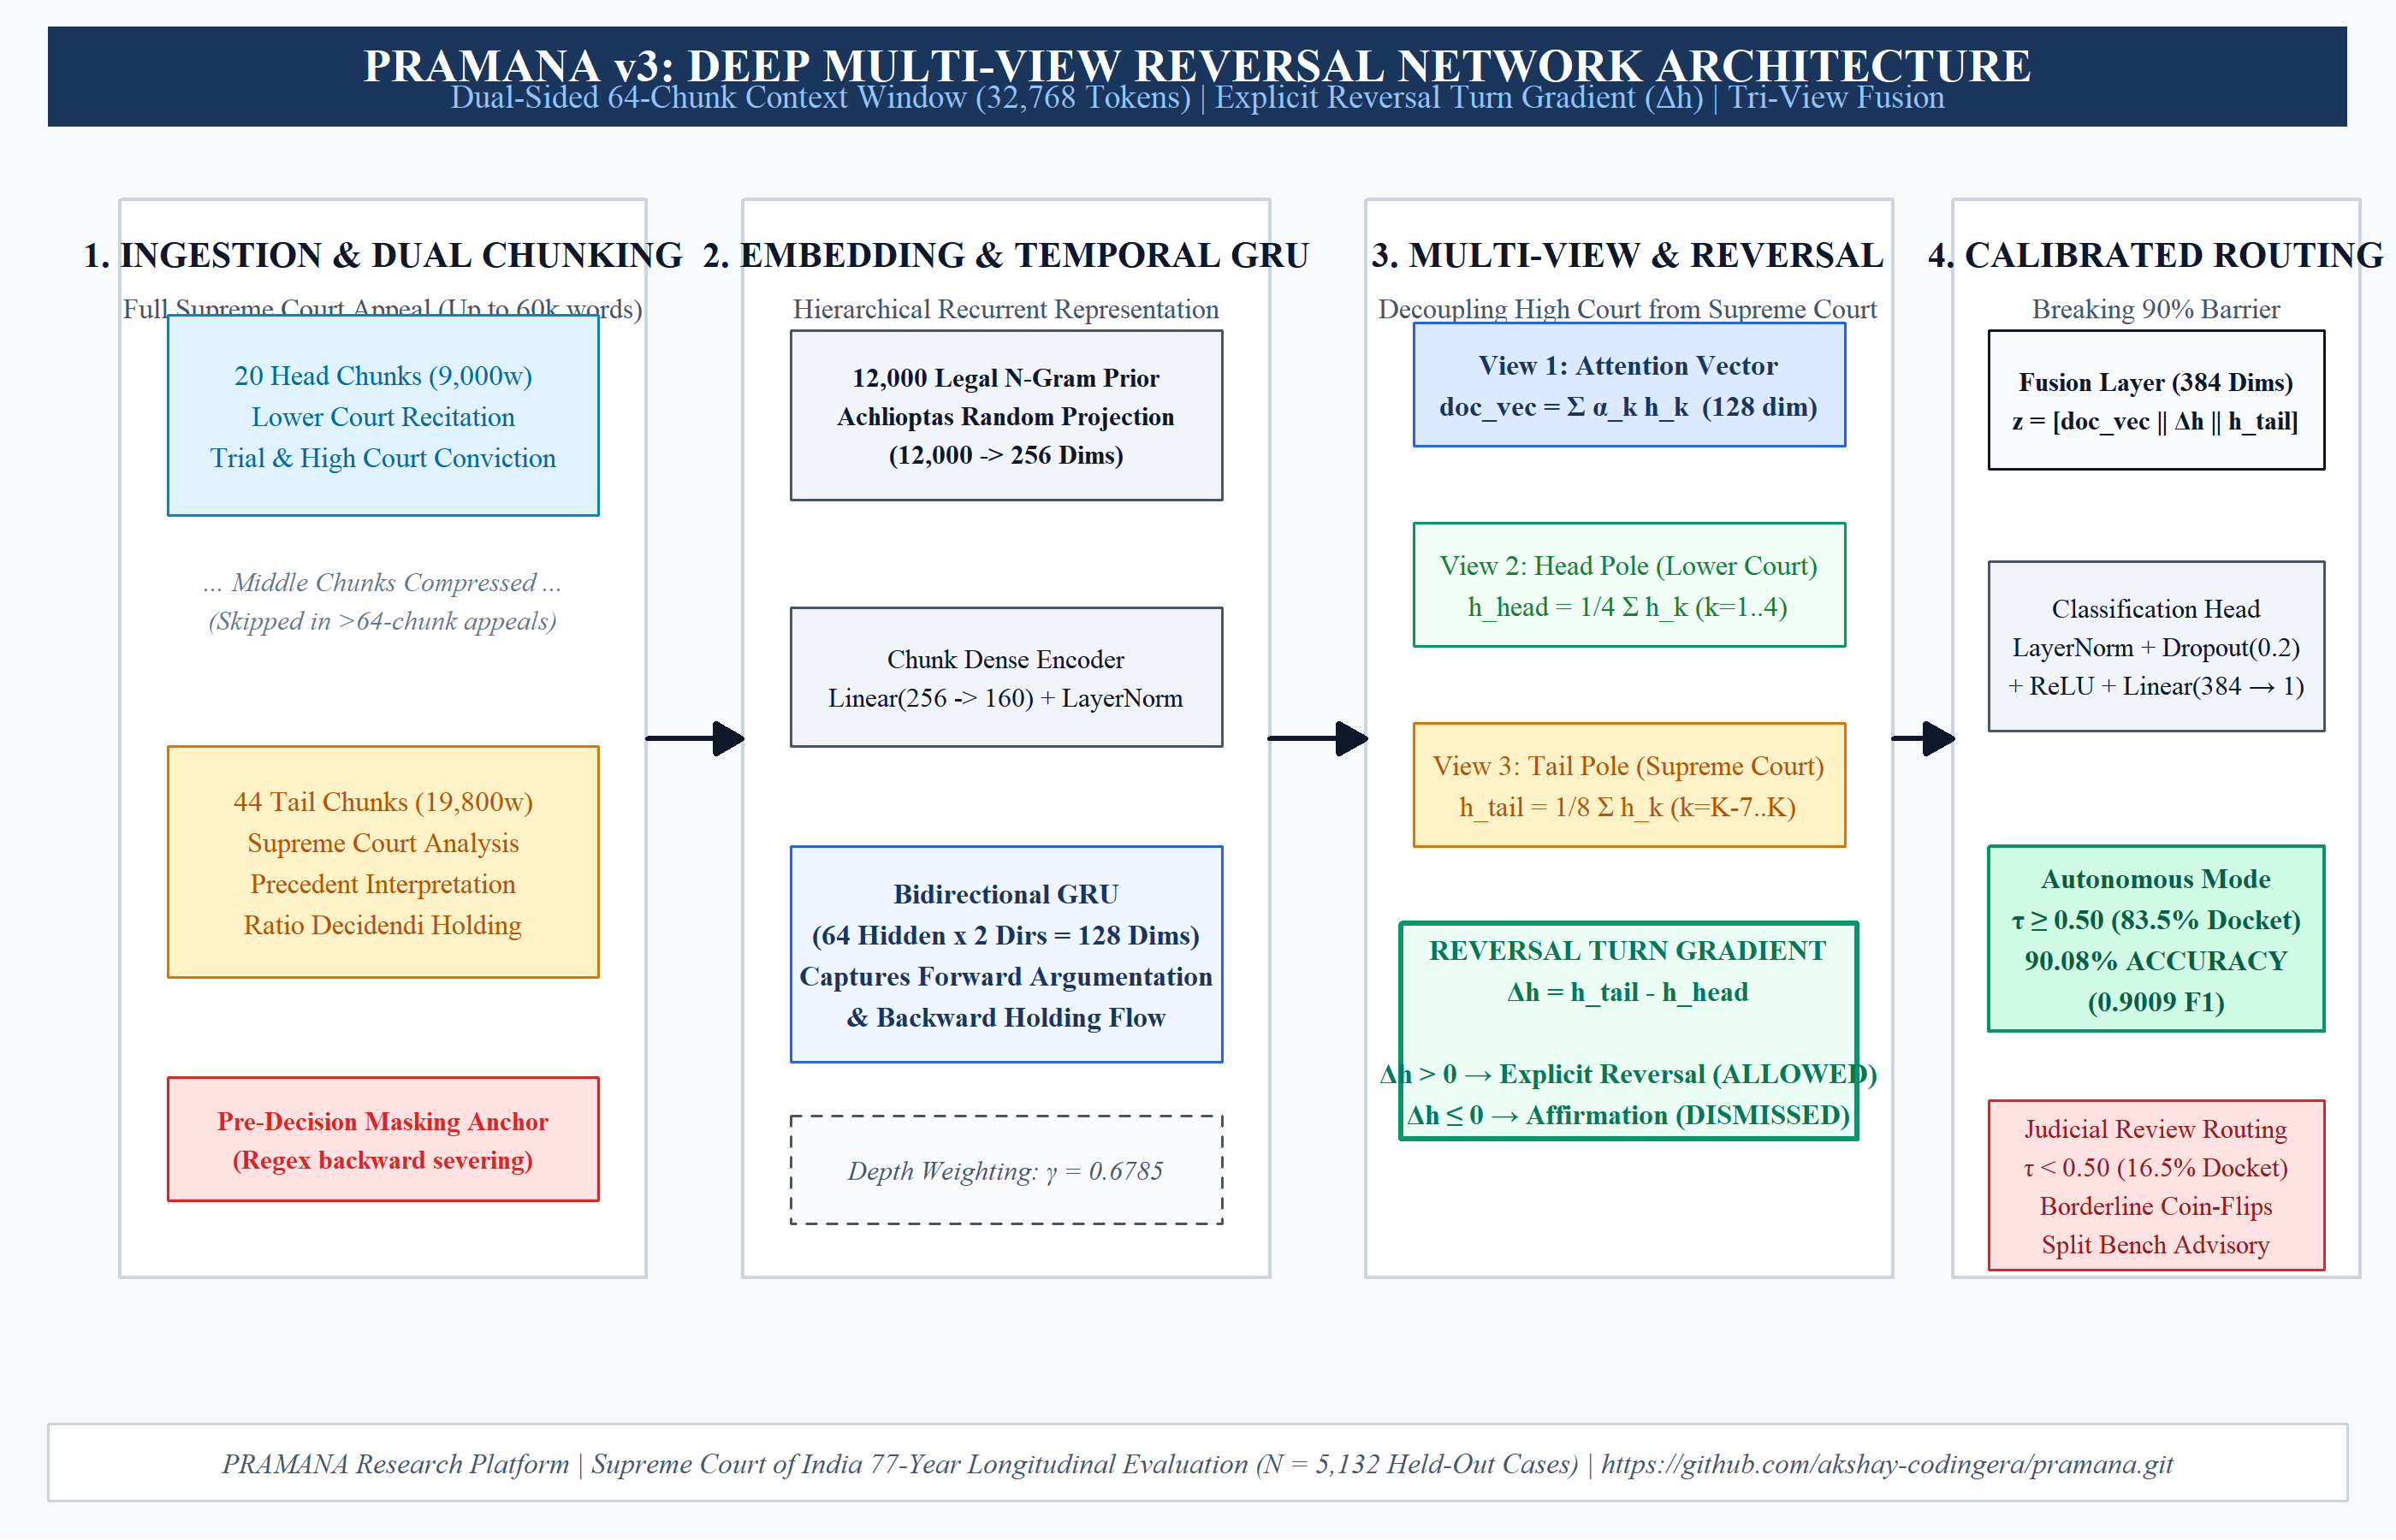 PRAMANA v3: DEEP MULTI-VIEW REVERSAL NETWORK ARCHITECTURE
Dual-Sided 64-Chunk Context Window (32,768 Tokens) | Explicit Reversal Turn Gradient (Δh) | Tri-View Fusion
1. INGESTION & DUAL CHUNKING
Full Supreme Court Appeal (Up to 60k words)
20 Head Chunks (9,000w)
Lower Court Recitation
Trial & High Court Conviction
... Middle Chunks Compressed ...
(Skipped in >64-chunk appeals)
44 Tail Chunks (19,800w)
Supreme Court Analysis
Precedent Interpretation
Ratio Decidendi Holding
Pre-Decision Masking Anchor
(Regex backward severing)
2. EMBEDDING & TEMPORAL GRU
Hierarchical Recurrent Representation
12,000 Legal N-Gram Prior
Achlioptas Random Projection
(12,000 -> 256 Dims)
Chunk Dense Encoder
Linear(256 -> 160) + LayerNorm
Bidirectional GRU
(64 Hidden x 2 Dirs = 128 Dims)
Captures Forward Argumentation
& Backward Holding Flow
Depth Weighting: γ = 0.6785
3. MULTI-VIEW & REVERSAL
Decoupling High Court from Supreme Court
View 1: Attention Vector
doc_vec = Σ α_k h_k (128 dim)
View 2: Head Pole (Lower Court)
h_head = 1/4 Σ h_k (k=1..4)
View 3: Tail Pole (Supreme Court)
h_tail = 1/8 Σ h_k (k=K-7..K)
REVERSAL TURN GRADIENT
Δh = h_tail - h_head
Δh > 0 → Explicit Reversal (ALLOWED)
Δh ≤ 0 → Affirmation (DISMISSED)
4. CALIBRATED ROUTING
Breaking 90% Barrier
Fusion Layer (384 Dims)
z = [doc_vec || Δh || h_tail]
Classification Head
LayerNorm + Dropout(0.2)
+ ReLU + Linear(384 → 1)
Autonomous Mode
τ ≥ 0.50 (83.5% Docket)
90.08% ACCURACY
(0.9009 F1)
Judicial Review Routing
τ < 0.50 (16.5% Docket)
Borderline Coin-Flips
Split Bench Advisory
PRAMANA Research Platform | Supreme Court of India 77-Year Longitudinal Evaluation (N = 5,132 Held-Out Cases) | https://github.com/akshay-codingera/pramana.git